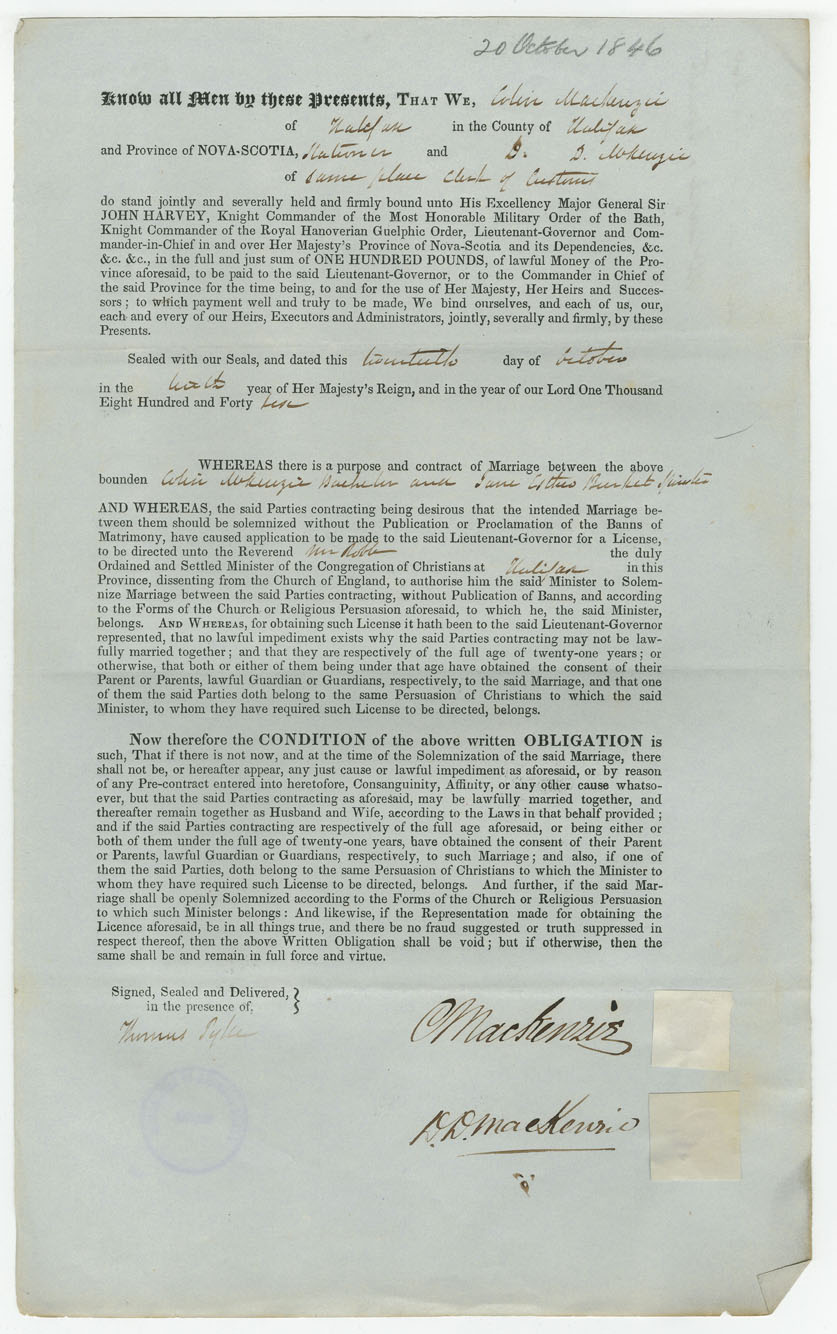 20 October 1846
Know all Men by these Presents, THAT WE, Colin Mackenzie
of Halifax in the County of Halifax
and Province of NOVA-SCOTIA, Stationer and D. D. McKenzie
of Same place Clerk of Customs
do stand jointly and severally held and firmly bound unto His Excellency Major General Sir
JOHN HARVEY, Knight Commander of the Most Honorable Military Order of the Bath,
Knight Commander of the Royal Hanoverian Guelphic Order, Lieutenant-Governor and Com-
mander-in-Chief in and over Her Majesty's Province of Nova-Scotia and its Dependencies, &c.
&c. &c., in the full and just sum of ONE HUNDRED POUNDS, of lawful Money of the Pro-
vince aforesaid, to be paid to the said Lieutenant-Governor, or to the Commander in Chief of
the said Province for the time being, to and for the use of Her Majesty, Her Heirs and Succes-
sors; to which payment well and truly to be made, We bind ourselves, and each of us, our,
each and every of our Heirs, Executors and Administrators, jointly, severally and firmly, by these
Presents.
Sealed with our Seals, and dated this twentieth day of October
in the tenth year of Her Majesty's Reign, and in the year of our Lord One Thousand
Eight Hundred and Forty six
WHEREAS there is a purpose and contract of Marriage between the above
bounden Colin McKenzie Bachelor and Jane Esther Spinster
AND WHEREAS, the said Parties contracting being desirous that the intended Marriage be-
tween them should be solemnized without the Publication or Proclamation of the Banns of
Matrimony, have caused application to be made to the said Lieutenant-Governor for a License,
to be directed unto the Reverend Mr the duly
Ordained and Settled Minister of the Congregation of Christians at Halifax in this
Province, dissenting from the Church of England, to authorise him the said Minister to Solem-
nize Marriage between the said Parties contracting, without Publication of Banns, and according
to the Forms of the Church or Religious Persuasion aforesaid, to which he, the said Minister,
belongs. AND WHEREAS, for obtaining such License it hath been to the said Lieutenant-Governor
represented, that no lawful impediment exists why the said Parties contracting may not be law-
fully married together; and that they are respectively of the full age of twenty-one years; or
otherwise, that both or either of them being under that age have obtained the consent of their
Parent or Parents, lawful Guardian or Guardians, respectively, to the said Marriage, and that one
of them the said Parties doth belong to the same Persuasion of Christians to which the said
Minister, to whom they have required such License to be directed, belongs.
Now therefore the CONDITION of the above written OBLIGATION is
such, That if there is not now, and at the time of the Solemnization of the said Marriage, there
shall not be, or hereafter appear, any just cause or lawful impediment as aforesaid, or by reason
of any Pre-contract entered into heretofore, Consanguinity, Affinity, or any other cause whatso-
ever, but that the said Parties contracting as aforesaid, may be lawfully married together, and
thereafter remain together as Husband and Wife, according to the Laws in that behalf provided;
and if the said Parties contracting are respectively of the full age aforesaid, or being either or
both of them under the full age of twenty-one years, have obtained the consent of their Parent
or Parents, lawful Guardian or Guardians, respectively, to such Marriage; and also, if one of
them the said Parties, doth belong to the same Persuasion of Christians to which the Minister to
whom they have required such License to be directed, belongs. And further, if the said Mar-
riage shall be openly Solemnized according to the Forms of the Church or Religious Persuasion
to which such Minister belongs: And likewise, if the Representation made for obtaining the
Licence aforesaid, be in all things true, and there be no fraud suggested or truth suppressed in
respect thereof, then the above Written Obligation shall be void; but if otherwise, then the
same shall be and remain in full force and virtue.
Signed, Sealed and Delivered,
in the presence of,
Thomas Pyke
C Mackenzie
D. D. MacKenzie